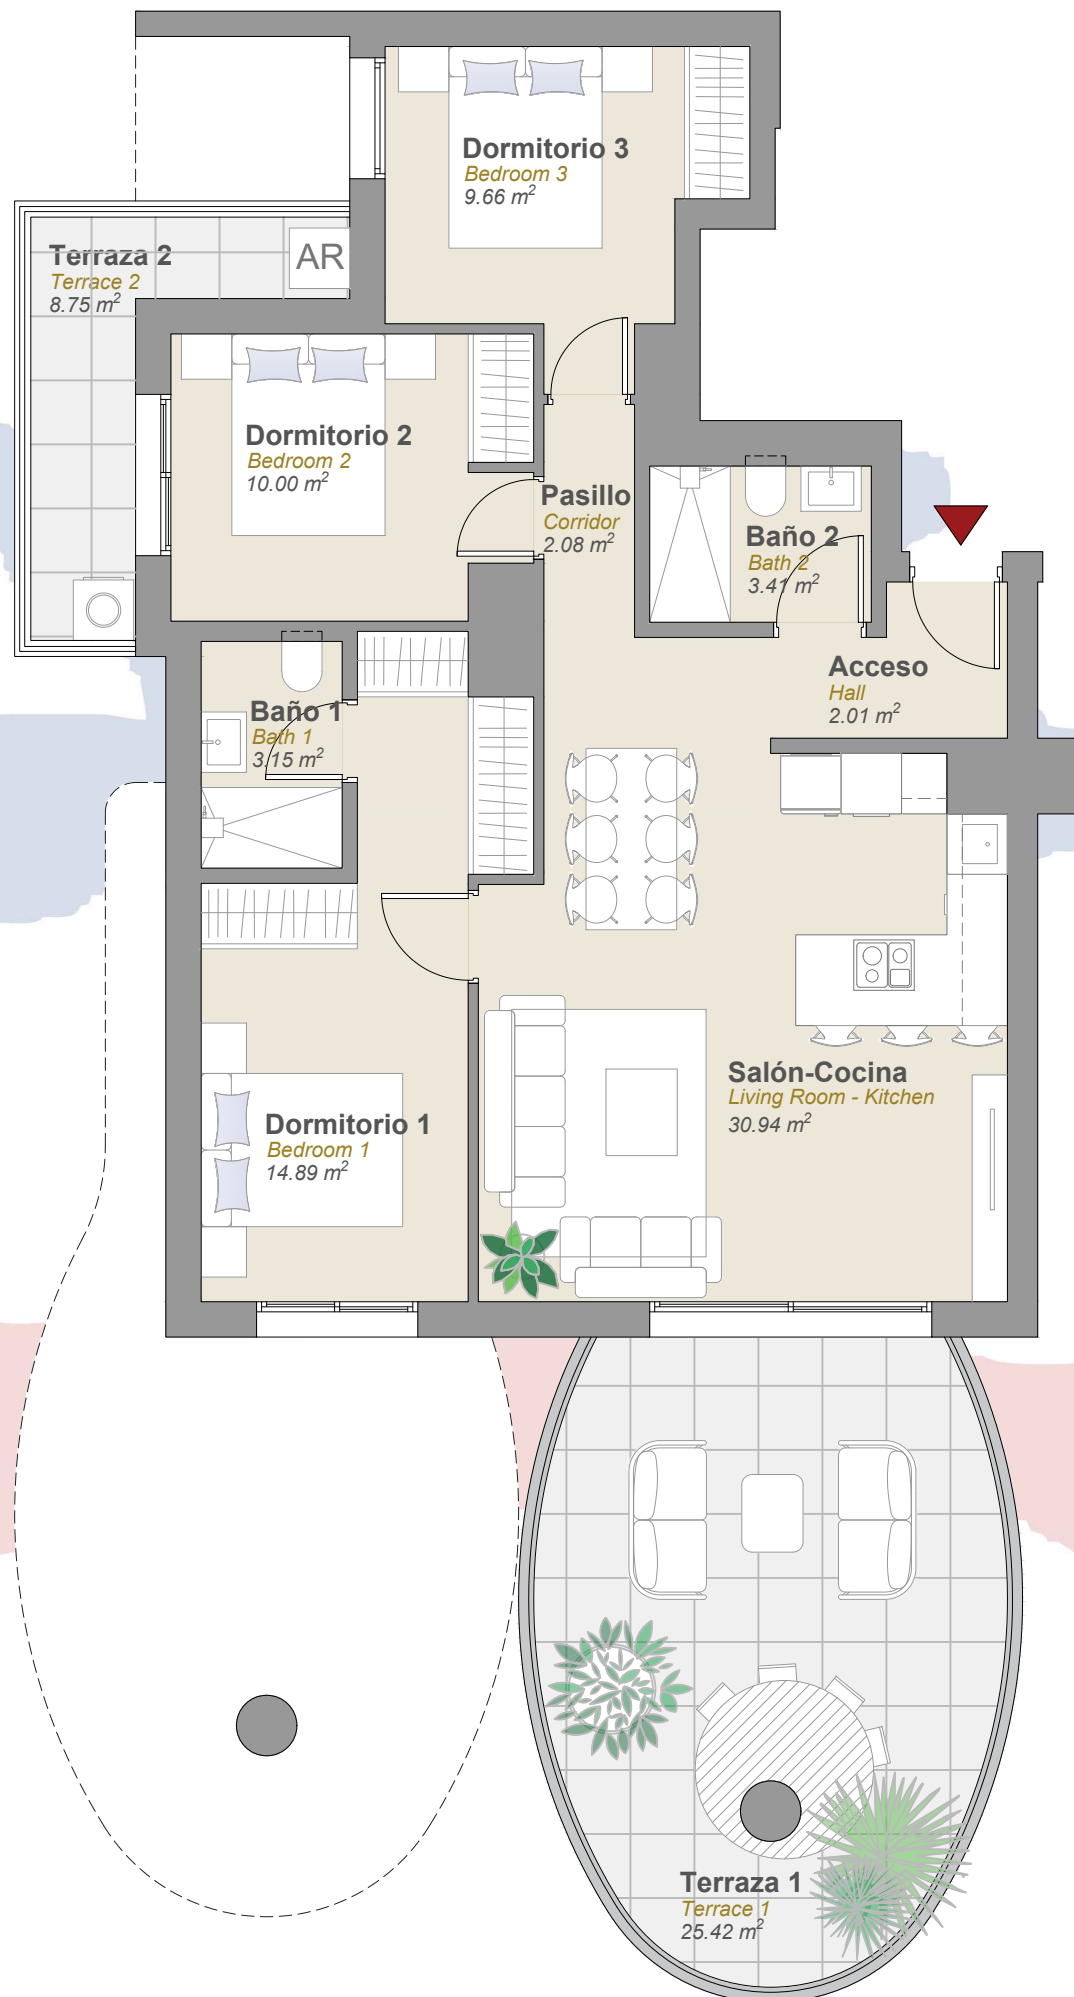 Dormitorio 3
Bedroom 3
9.66 m²
Terraza 2
Terrace 2
8.75 m²
AR
Dormitorio 2
Bedroom 2
10.00 m²
Pasillo
Corridor
2.08 m²
Baño 2
Bath 2
3.41 m²
Acceso
Hall
2.01 m²
Baño 1
Bath 1
3.15 m²
Salón-Cocina
Living Room - Kitchen
30.94 m²
Dormitorio 1
Bedroom 1
14.89 m²
Terraza 1
Terrace 1
25.42 m²